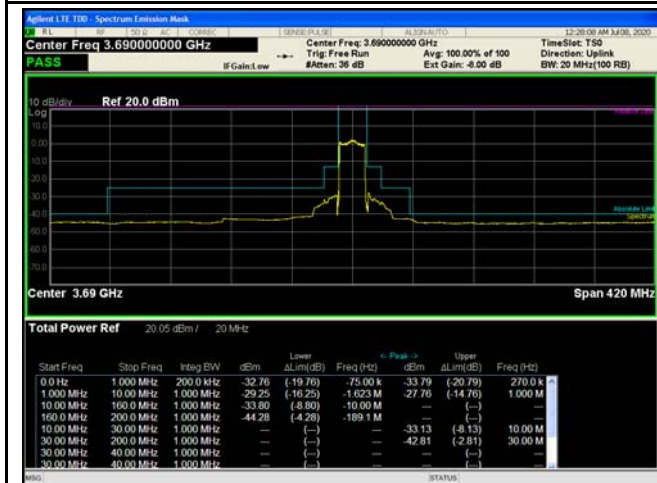 Agilent LTE TDD - Spectrum Emission Mask
RL RF 50 Ω AC CORREC SENSE:PULSE ALIGN AUTO 12:28:08 AM Jul 08, 2020
Center Freq 3.690000000 GHz Center Freq: 3.690000000 GHz TimeSlot: TS0
Trig: Free Run Avg: 100.00% of 100 Direction: Uplink
PASS IFGain:Low #Atten: 36 dB Ext Gain: -8.00 dB BW: 20 MHz(100 RB)
10 dB/div Ref 20.0 dBm
Log
10.0
0.00
10.0
20.0
30.0
Absolute Limit
40.0
Spectrum
60.0
70.0
Center 3.69 GHz Span 420 MHz
Total Power Ref 20.05 dBm / 20 MHz
Lower <- Peak -> Upper
Start Freq Stop Freq Integ BW dBm ΔLim(dB) Freq (Hz) dBm ΔLim(dB) Freq (Hz)
0.0 Hz 1.000 MHz 200.0 kHz -32.76 (-19.76) -75.00 k -33.79 (-20.79) 270.0 k
1.000 MHz 10.00 MHz 1.000 MHz -29.25 (-16.25) -1.623 M -27.76 (-14.76) 1.000 M
10.00 MHz 160.0 MHz 1.000 MHz -33.80 (-8.80) -10.00 M --- (---)
160.0 MHz 200.0 MHz 1.000 MHz -44.28 (-4.28) -189.1 M --- (---)
10.00 MHz 30.00 MHz 1.000 MHz --- (---) -33.13 (-8.13) 10.00 M
30.00 MHz 200.0 MHz 1.000 MHz --- (---) -42.81 (-2.81) 30.00 M
30.00 MHz 40.00 MHz 1.000 MHz --- (---) --- (---)
30.00 MHz 40.00 MHz 1.000 MHz --- (---) --- (---)
MSG STATUS